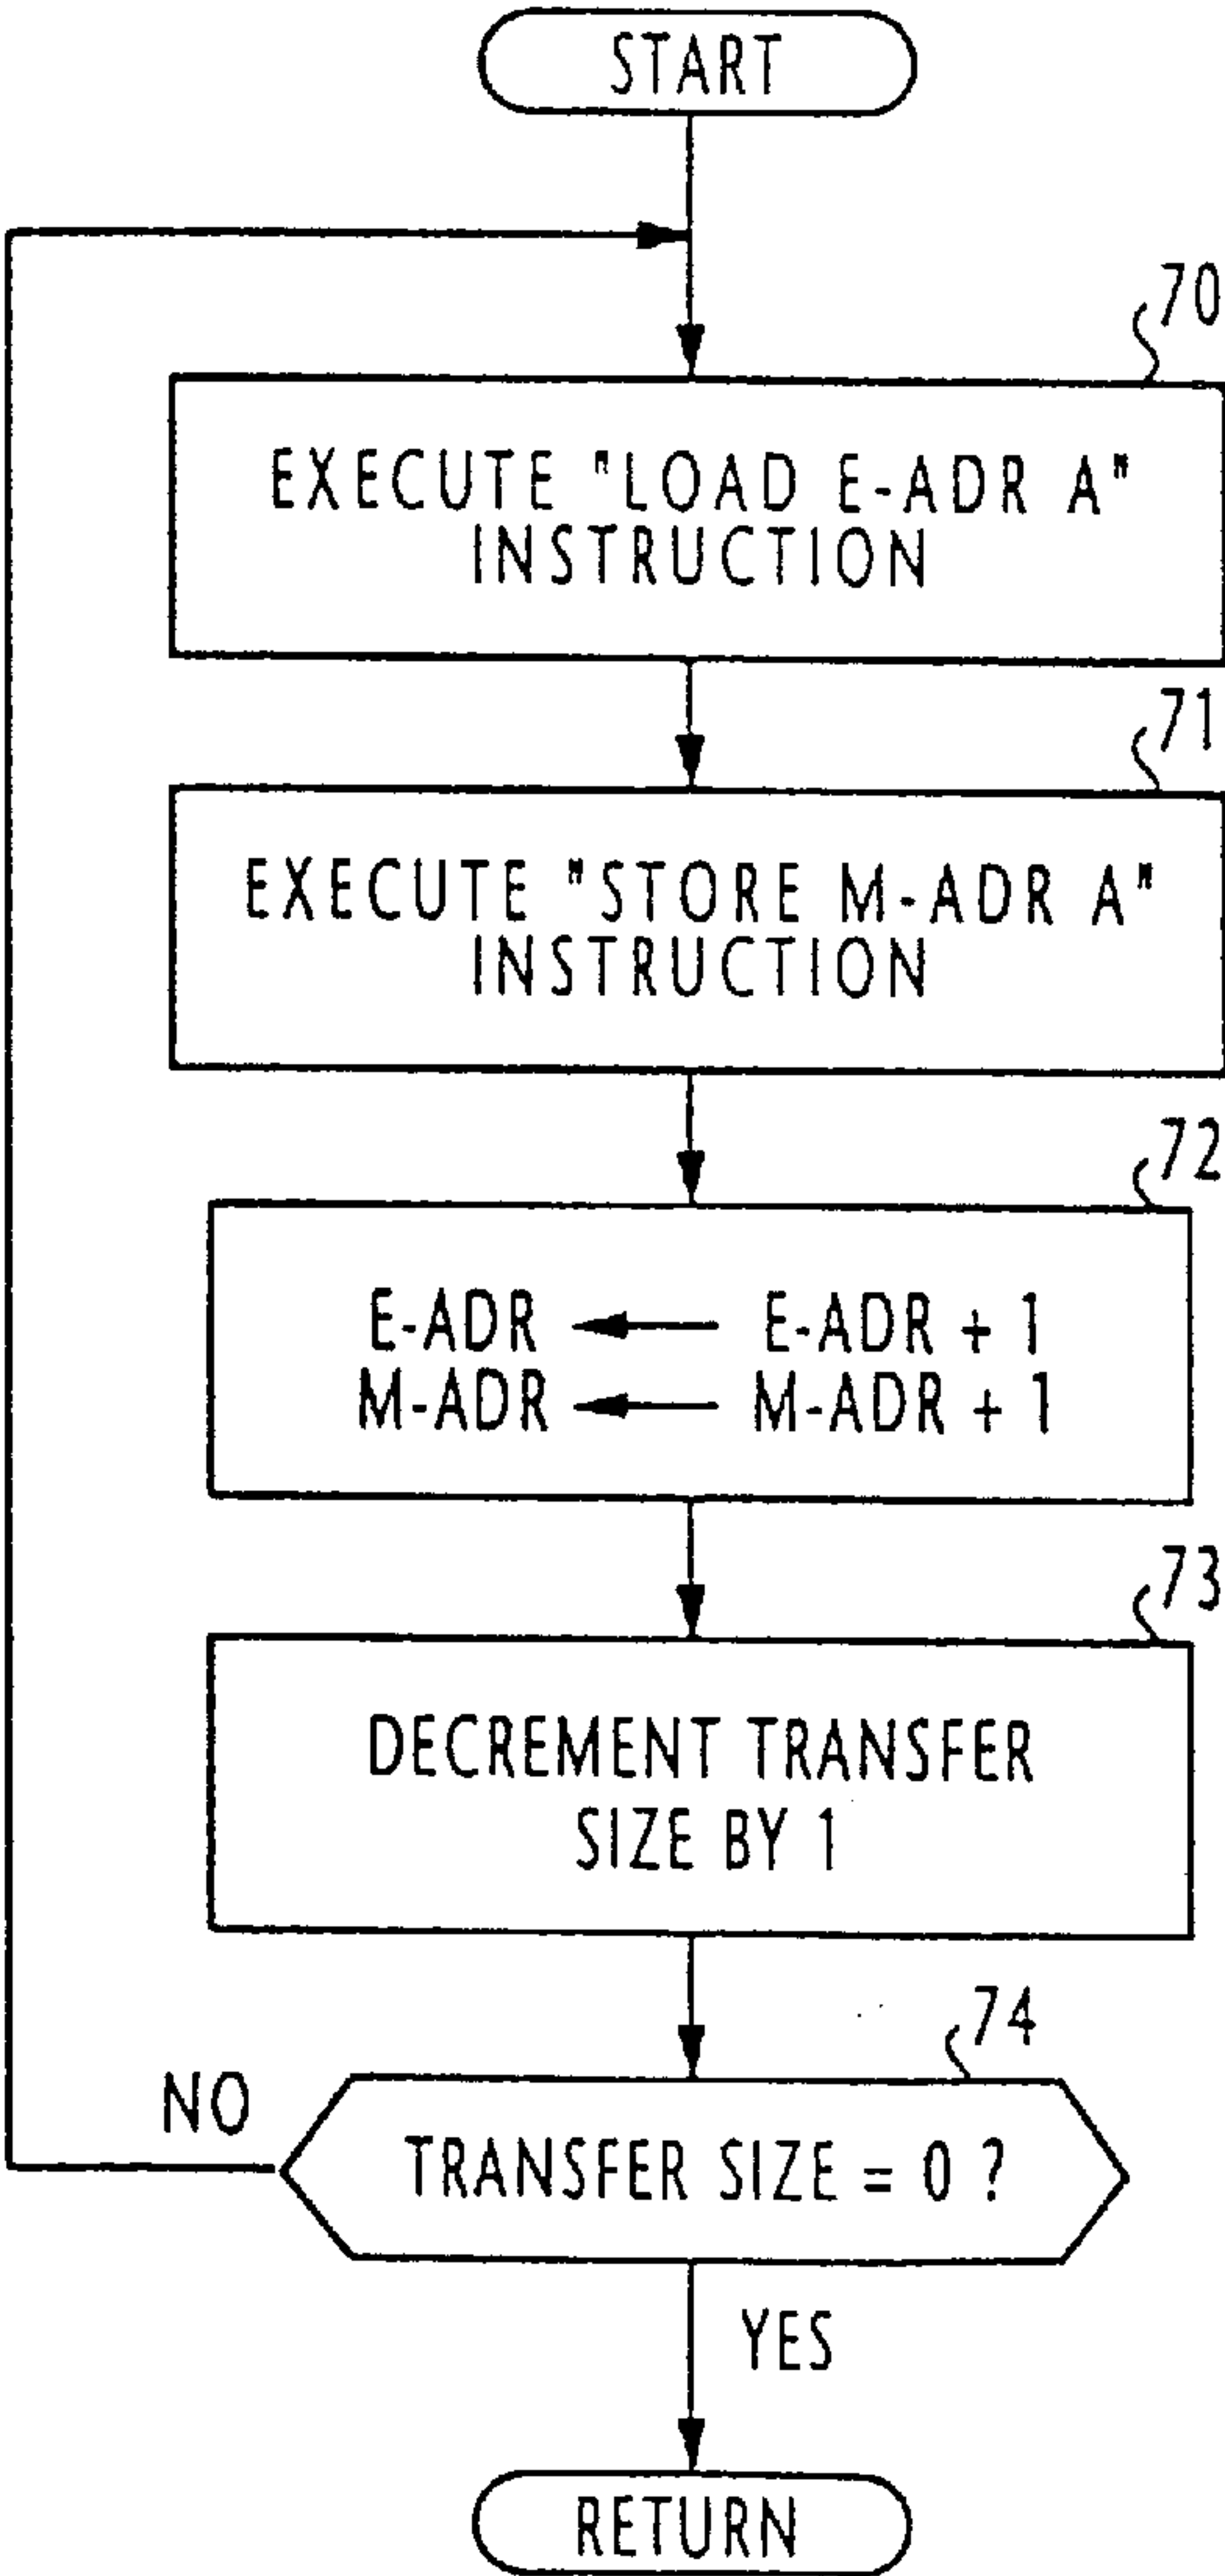 START
70
EXECUTE "LOAD E-ADR A"
INSTRUCTION
71
EXECUTE "STORE M-ADR A"
INSTRUCTION
72
E-ADR ← E-ADR + 1
M-ADR ← M-ADR + 1
73
DECREMENT TRANSFER
SIZE BY 1
74
NO
TRANSFER SIZE = 0 ?
YES
RETURN